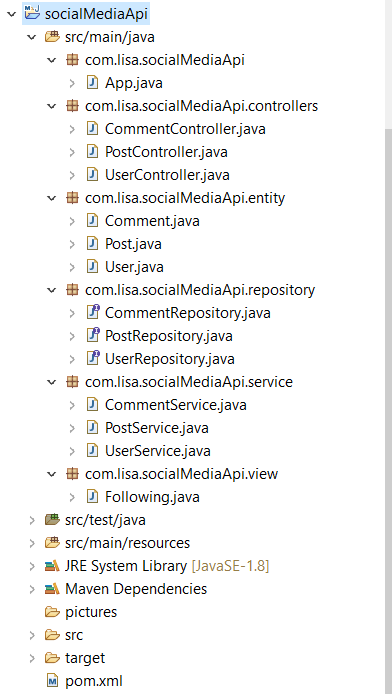 socialMediaApi
src/main/java
com.lisa.socialMediaApi
App.java
com.lisa.socialMediaApi.controllers
CommentController.java
PostController.java
UserController.java
com.lisa.socialMediaApi.entity
Comment.java
Post.java
User.java
com.lisa.socialMediaApi.repository
CommentRepository.java
PostRepository.java
UserRepository.java
com.lisa.socialMediaApi.service
CommentService.java
PostService.java
UserService.java
com.lisa.socialMediaApi.view
Following.java
src/test/java
src/main/resources
JRE System Library [JavaSE-1.8]
Maven Dependencies
pictures
src
target
pom.xml